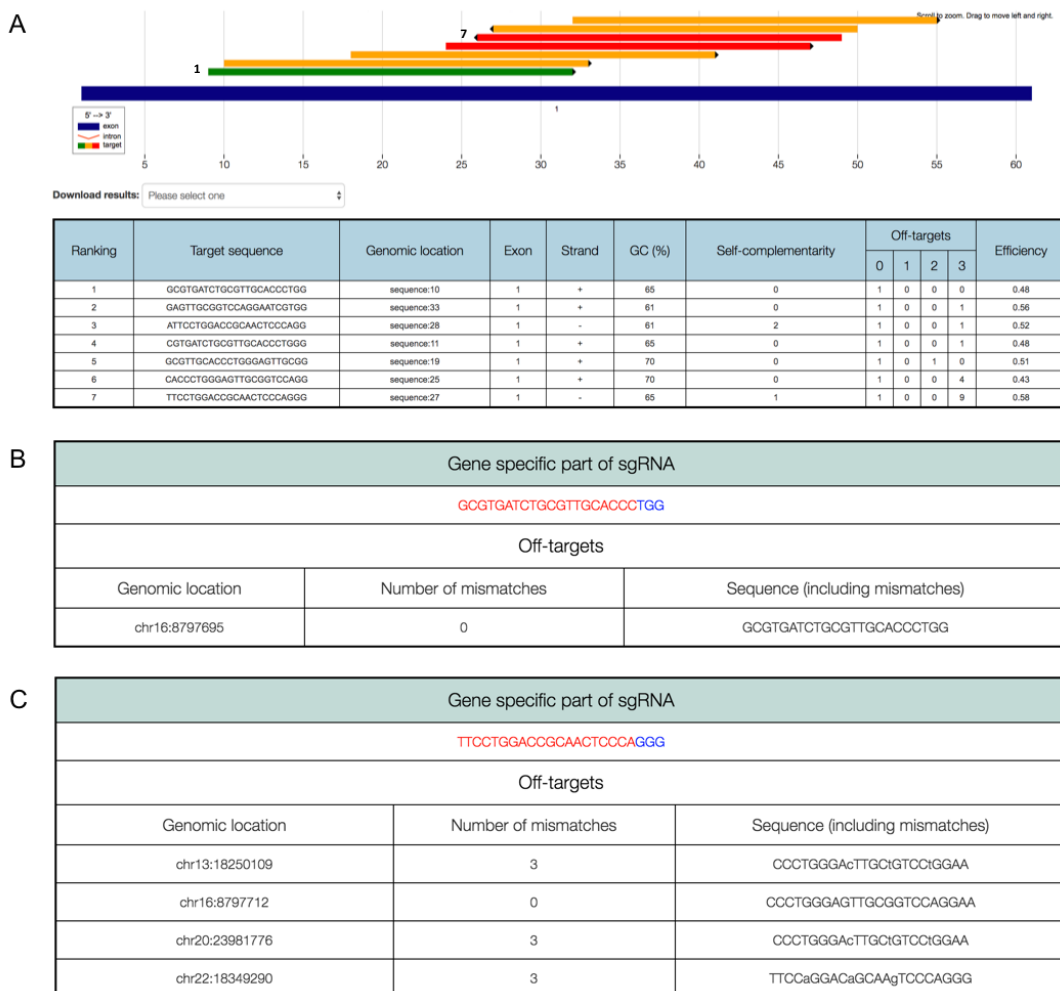 A
Scroll to zoom. Drag to move left and right.
7
1
1
5' --> 3'
exon
intron
target
5 10 15 20 25 30 35 40 45 50 55 60
Download results: Please select one
Ranking Target sequence Genomic location Exon Strand GC (%) Self-complementarity Off-targets Efficiency
0 1 2 3
1 GCGTGATCTGCGTTGCACCCTGG sequence:10 1 + 65 0 1 0 0 0 0.48
2 GAGTTGCGGTCCAGGAATCGTGG sequence:33 1 + 61 0 1 0 0 1 0.56
3 ATTCCTGGACCGCAACTCCCAGG sequence:28 1 - 61 2 1 0 0 1 0.52
4 CGTGATCTGCGTTGCACCCTGGG sequence:11 1 + 65 0 1 0 0 1 0.48
5 GCGTTGCACCCTGGGAGTTGCGG sequence:19 1 + 70 0 1 0 1 0 0.51
6 CACCCTGGGAGTTGCGGTCCAGG sequence:25 1 + 70 0 1 0 0 4 0.43
7 TTCCTGGACCGCAACTCCCAGGG sequence:27 1 - 65 1 1 0 0 9 0.58
B
Gene specific part of sgRNA
GCGTGATCTGCGTTGCACCCTGG
Off-targets
Genomic location Number of mismatches Sequence (including mismatches)
chr16:8797695 0 GCGTGATCTGCGTTGCACCCTGG
C
Gene specific part of sgRNA
TTCCTGGACCGCAACTCCCAGGG
Off-targets
Genomic location Number of mismatches Sequence (including mismatches)
chr13:18250109 3 CCCTGGGAcTTGCtGTCCtGGAA
chr16:8797712 0 CCCTGGGAGTTGCGGTCCAGGAA
chr20:23981776 3 CCCTGGGAcTTGCtGTCCtGGAA
chr22:18349290 3 TTCCaGGACaGCAAgTCCCAGGG